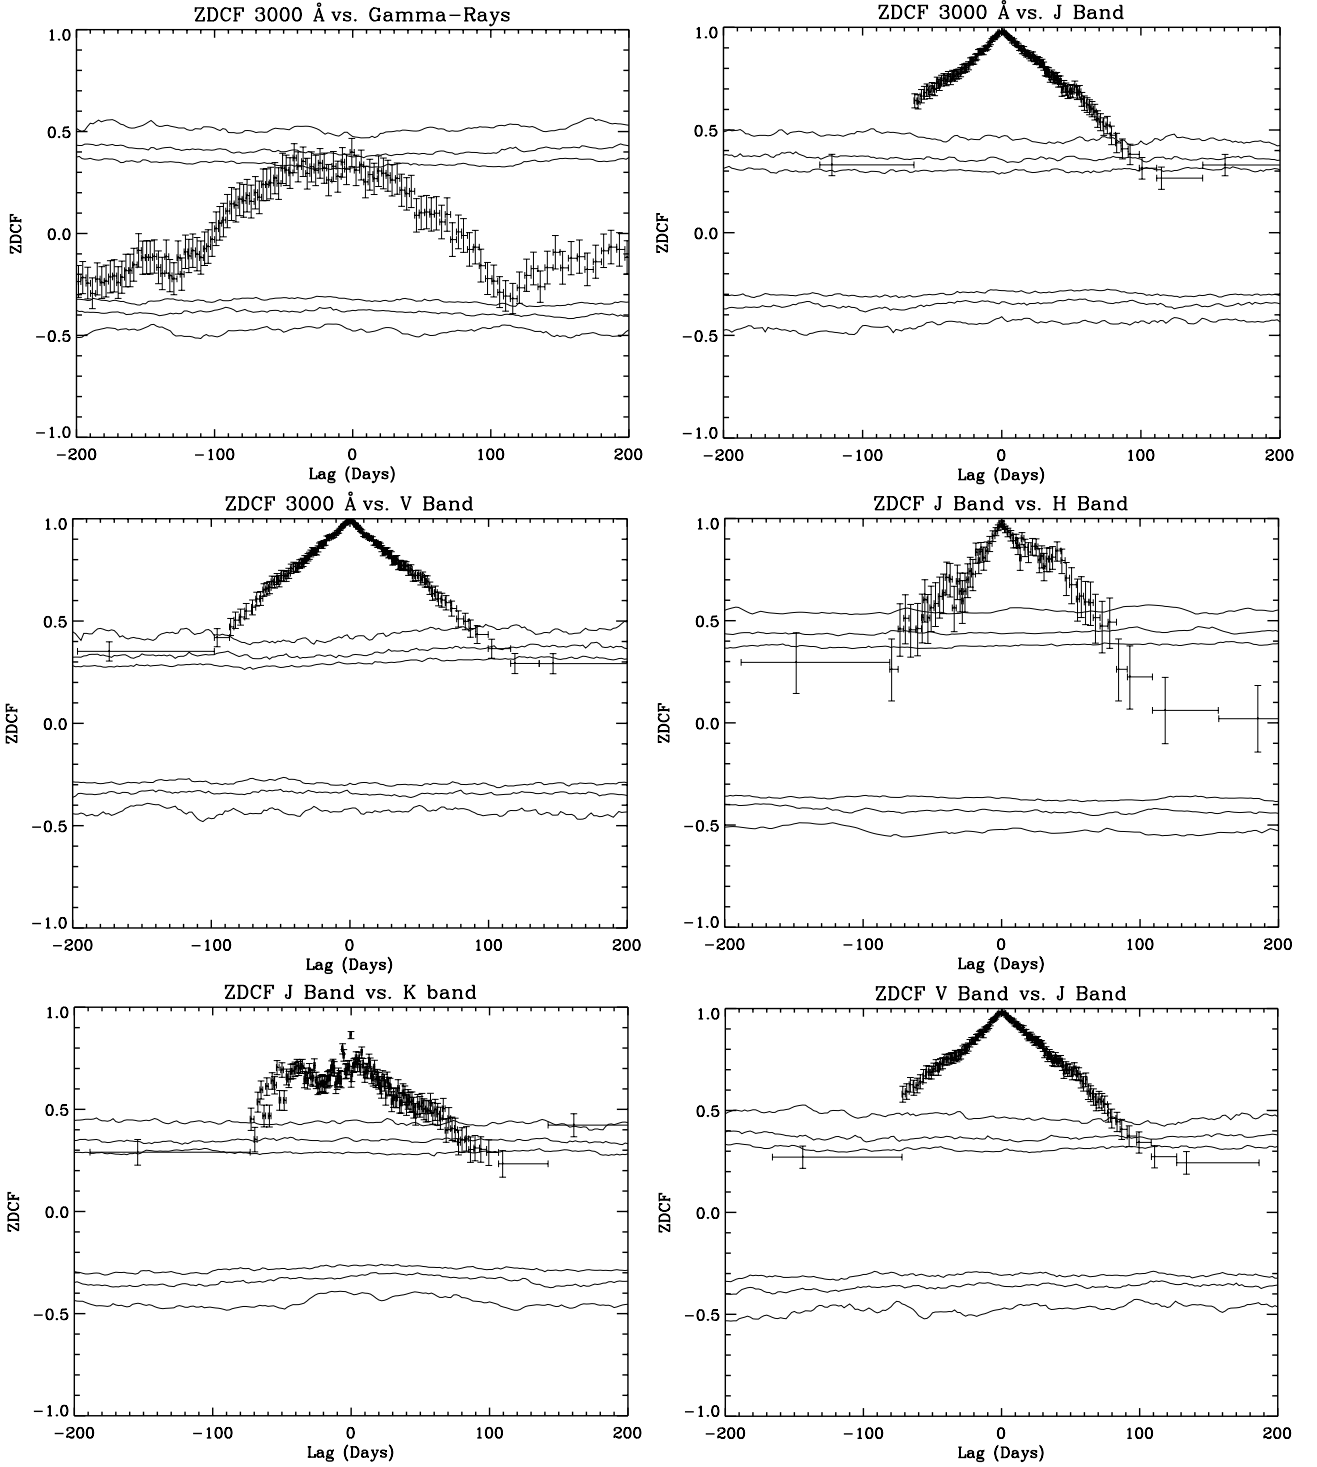 ZDCF 3000 Å vs. Gamma-Rays
1.0
0.5
0.0
-0.5
-1.0
ZDCF
-200 -100 0 100 200
Lag (Days)
ZDCF 3000 Å vs. J Band
1.0
0.5
0.0
-0.5
-1.0
ZDCF
-200 -100 0 100 200
Lag (Days)
ZDCF 3000 Å vs. V Band
1.0
0.5
0.0
-0.5
-1.0
ZDCF
-200 -100 0 100 200
Lag (Days)
ZDCF J Band vs. H Band
1.0
0.5
0.0
-0.5
-1.0
ZDCF
-200 -100 0 100 200
Lag (Days)
ZDCF J Band vs. K band
1.0
0.5
0.0
-0.5
-1.0
ZDCF
-200 -100 0 100 200
Lag (Days)
ZDCF V Band vs. J Band
1.0
0.5
0.0
-0.5
-1.0
ZDCF
-200 -100 0 100 200
Lag (Days)